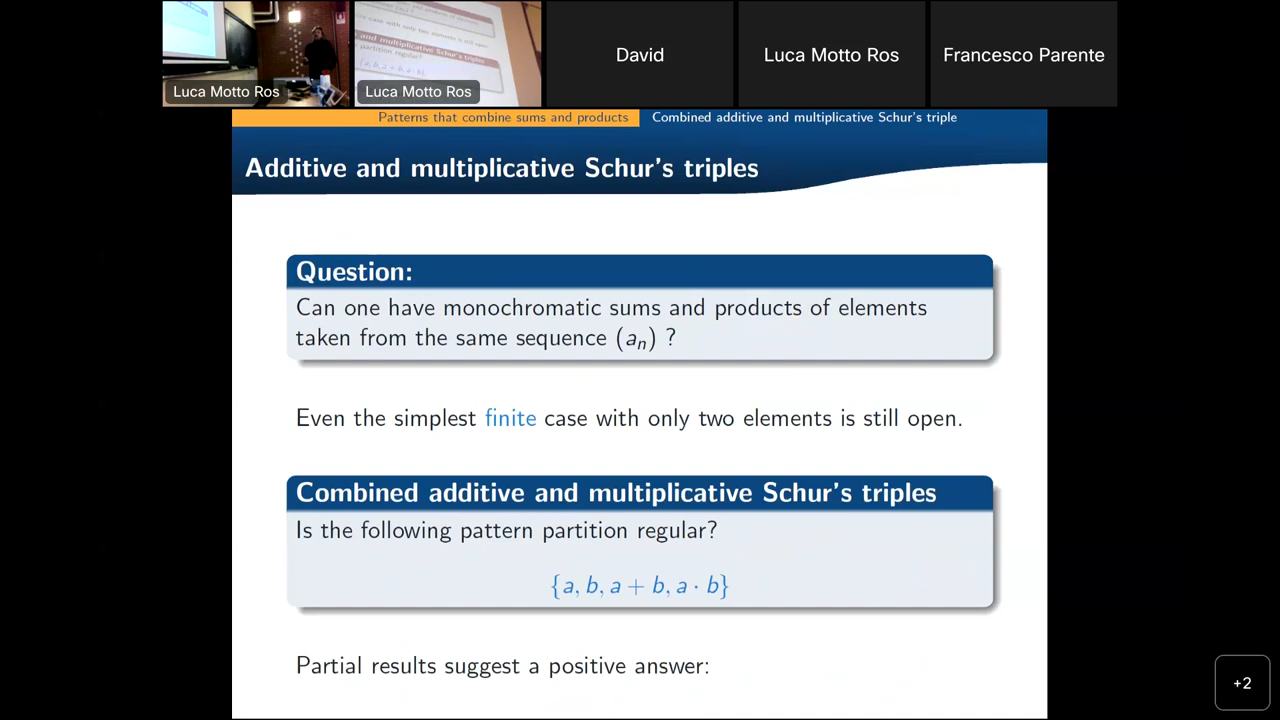 Luca Motto Ros
Luca Motto Ros
David
Luca Motto Ros
Francesco Parente
Patterns that combine sums and products
Combined additive and multiplicative Schur's triple
Additive and multiplicative Schur's triples
Question:
Can one have monochromatic sums and products of elements
taken from the same sequence (aₙ) ?
Even the simplest finite case with only two elements is still open.
Combined additive and multiplicative Schur's triples
Is the following pattern partition regular?
{a, b, a + b, a · b}
Partial results suggest a positive answer:
+2